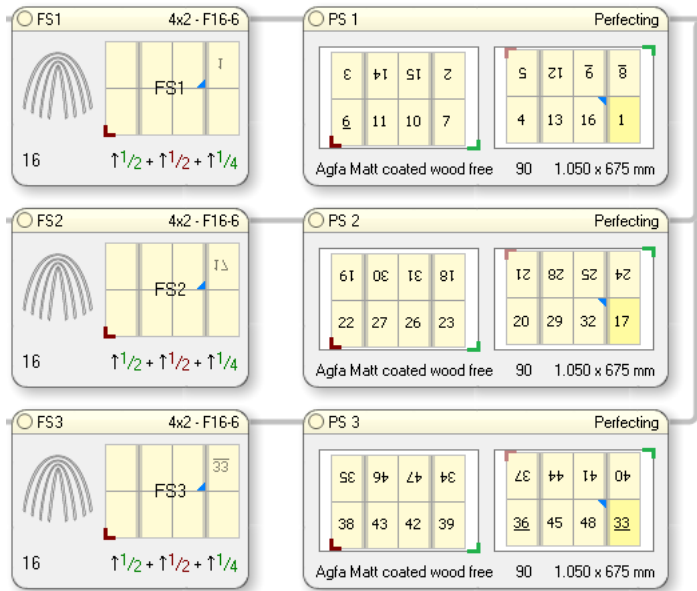 FS1 4x2 - F16-6
1
FS1
16 ↑1/2 + ↑1/2 + ↑1/4
PS 1 Perfecting
3 14 15 2
6 11 10 7
5 12 9 8
4 13 16 1
Agfa Matt coated wood free 90 1.050 x 675 mm
FS2 4x2 - F16-6
17
FS2
16 ↑1/2 + ↑1/2 + ↑1/4
PS 2 Perfecting
19 30 31 18
22 27 26 23
21 28 25 24
20 29 32 17
Agfa Matt coated wood free 90 1.050 x 675 mm
FS3 4x2 - F16-6
33
FS3
16 ↑1/2 + ↑1/2 + ↑1/4
PS 3 Perfecting
35 46 47 34
38 43 42 39
37 44 41 40
36 45 48 33
Agfa Matt coated wood free 90 1.050 x 675 mm